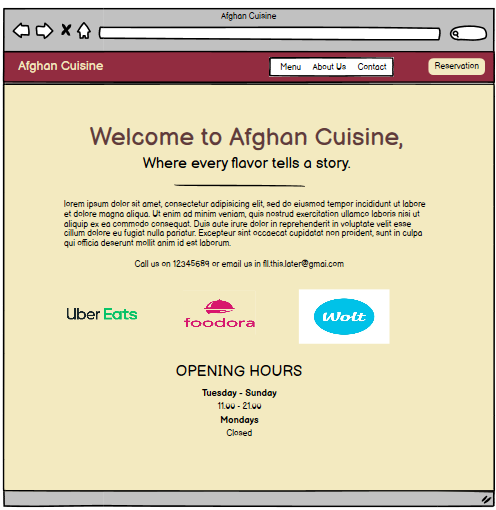 Afghan Cuisine
Afghan Cuisine Menu About Us Contact Reservation
Welcome to Afghan Cuisine,
Where every flavor tells a story.
lorem ipsum dolor sit amet, consectetur adipisicing elit, sed do eiusmod tempor incididunt ut labore
et dolore magna aliqua. Ut enim ad minim veniam, quis nostrud exercitation ullamco laboris nisi ut
aliquip ex ea commodo consequat. Duis aute irure dolor in reprehenderit in voluptate velit esse
cillum dolore eu fugiat nulla pariatur. Excepteur sint occaecat cupidatat non proident, sunt in culpa
qui officia deserunt mollit anim id est laborum.
Call us on 12345689 or email us in fil.this.later@gmai.com
Uber Eats foodora Wolt
OPENING HOURS
Tuesday - Sunday
11.00 - 21.00
Mondays
Closed